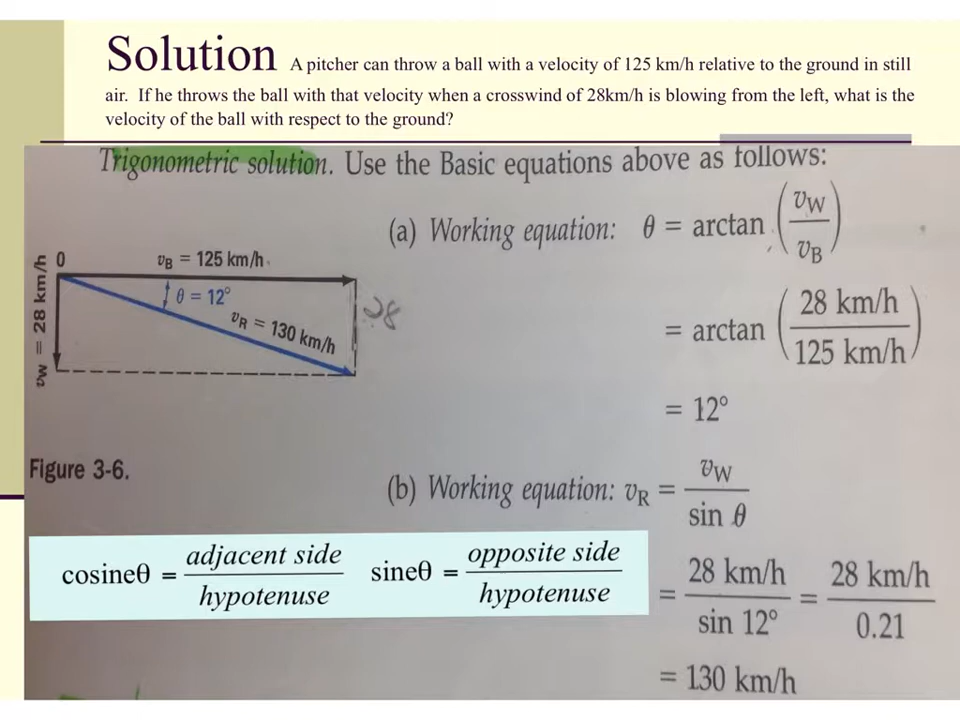 Solution A pitcher can throw a ball with a velocity of 125 km/h relative to the ground in still
air. If he throws the ball with that velocity when a crosswind of 28km/h is blowing from the left, what is the
velocity of the ball with respect to the ground?
Trigonometric solution. Use the Basic equations above as follows:
(a) Working equation: θ = arctan (vW / vB)
= arctan (28 km/h / 125 km/h)
= 12°
0
vB = 125 km/h
θ = 12°
vR = 130 km/h
vW = 28 km/h
28
Figure 3-6.
(b) Working equation: vR = vW / sin θ
= 28 km/h / sin 12° = 28 km/h / 0.21
= 130 km/h
cosineθ = adjacent side / hypotenuse
sineθ = opposite side / hypotenuse